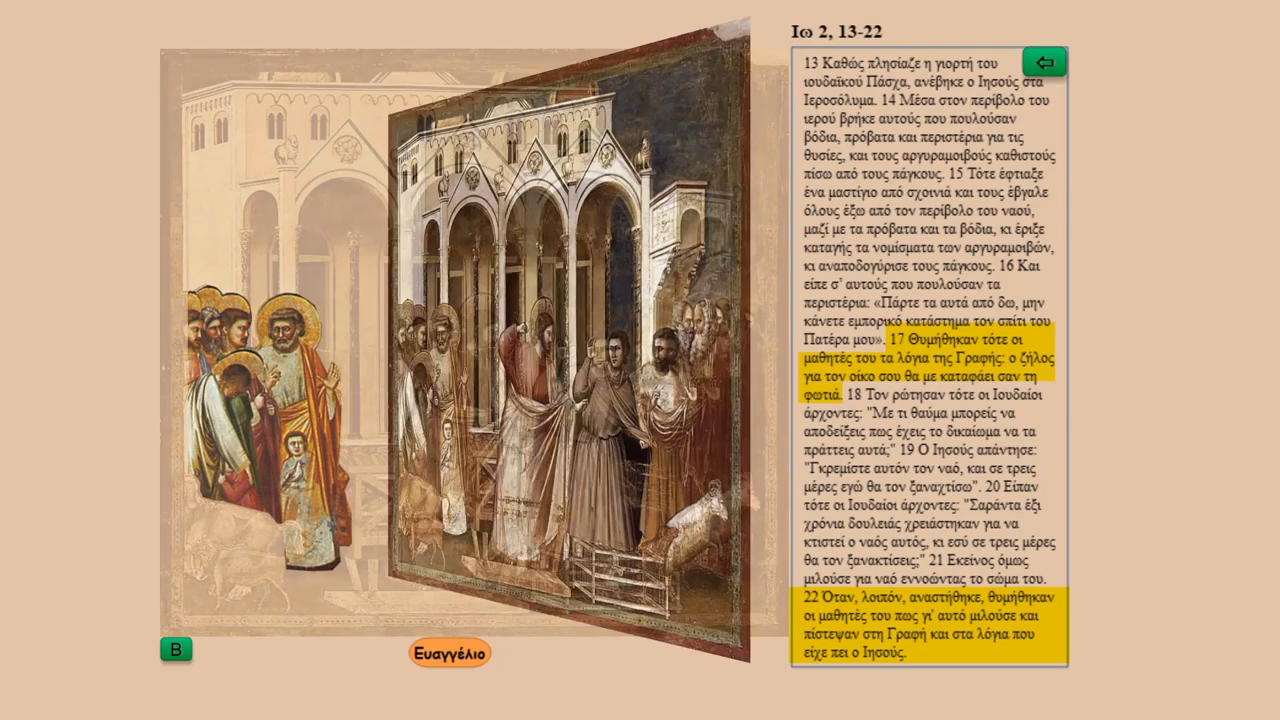 Ιω 2, 13-22
13 Καθώς πλησίαζε η γιορτή του
ιουδαϊκού Πάσχα, ανέβηκε ο Ιησούς στα
Ιεροσόλυμα. 14 Μέσα στον περίβολο του
ιερού βρήκε αυτούς που πουλούσαν
βόδια, πρόβατα και περιστέρια για τις
θυσίες, και τους αργυραμοιβούς καθιστούς
πίσω από τους πάγκους. 15 Τότε έφτιαξε
ένα μαστίγιο από σχοινιά και τους έβγαλε
όλους έξω από τον περίβολο του ναού,
μαζί με τα πρόβατα και τα βόδια, κι έριξε
καταγής τα νομίσματα των αργυραμοιβών,
κι αναποδογύρισε τους πάγκους. 16 Και
είπε σ' αυτούς που πουλούσαν τα
περιστέρια: «Πάρτε τα αυτά από δω, μην
κάνετε εμπορικό κατάστημα τον σπίτι του
Πατέρα μου». 17 Θυμήθηκαν τότε οι
μαθητές του τα λόγια της Γραφής: ο ζήλος
για τον οίκο σου θα με καταφάει σαν τη
φωτιά. 18 Τον ρώτησαν τότε οι Ιουδαίοι
άρχοντες: "Με τι θαύμα μπορείς να
αποδείξεις πως έχεις το δικαίωμα να τα
πράττεις αυτά;" 19 Ο Ιησούς απάντησε:
"Γκρεμίστε αυτόν τον ναό, και σε τρεις
μέρες εγώ θα τον ξαναχτίσω". 20 Είπαν
τότε οι Ιουδαίοι άρχοντες: "Σαράντα έξι
χρόνια δουλειάς χρειάστηκαν για να
κτιστεί ο ναός αυτός, κι εσύ σε τρεις μέρες
θα τον ξανακτίσεις;" 21 Εκείνος όμως
μιλούσε για ναό εννοώντας το σώμα του.
22 Όταν, λοιπόν, αναστήθηκε, θυμήθηκαν
οι μαθητές του πως γι' αυτό μιλούσε και
πίστεψαν στη Γραφή και στα λόγια που
είχε πει ο Ιησούς.
Β
Ευαγγέλιο